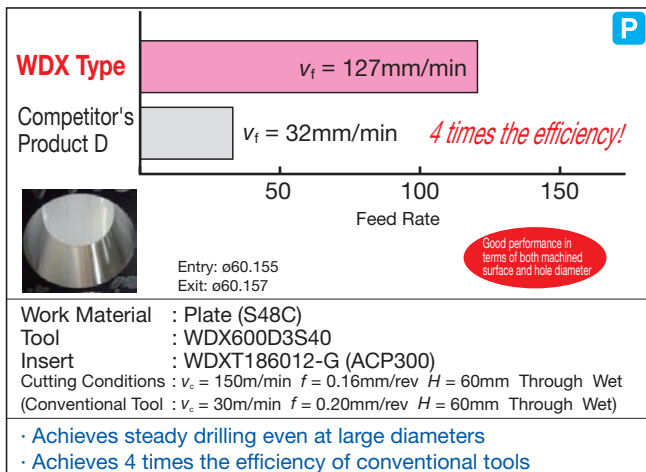 P
WDX Type
vf = 127mm/min
Competitor's
Product D
vf = 32mm/min
4 times the efficiency!
50 100 150
Feed Rate
Good performance in
terms of both machined
surface and hole diameter
Entry: ø60.155
Exit: ø60.157
Work Material : Plate (S48C)
Tool : WDX600D3S40
Insert : WDXT186012-G (ACP300)
Cutting Conditions : vc = 150m/min f = 0.16mm/rev H = 60mm Through Wet
(Conventional Tool : vc = 30m/min f = 0.20mm/rev H = 60mm Through Wet)
· Achieves steady drilling even at large diameters
· Achieves 4 times the efficiency of conventional tools